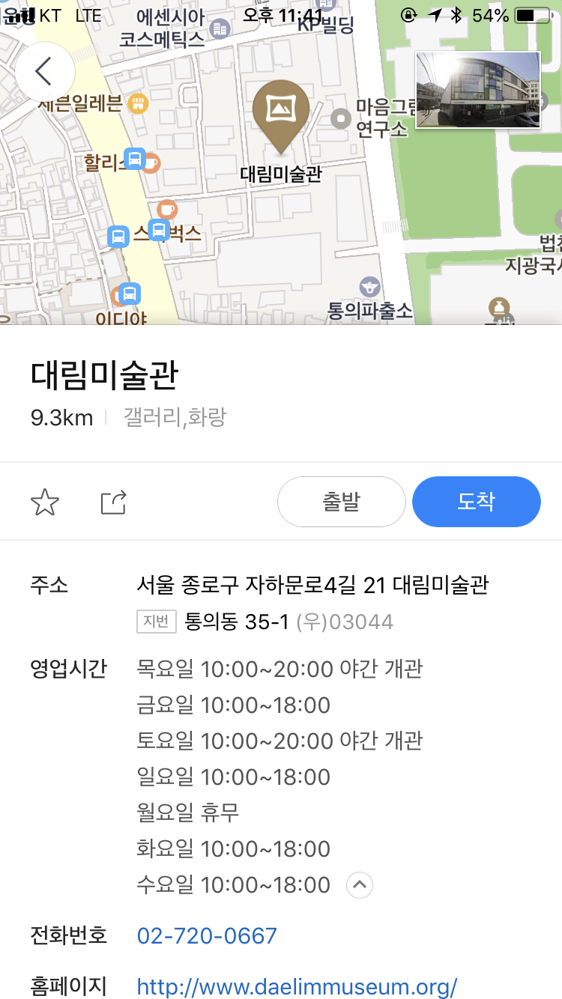 KT LTE
오후 11:41
54%
에센시아
코스메틱스
KP빌딩
세븐일레븐
마음그림
연구소
할리스
대림미술관
이디야
통의파출소
지광국사
대림미술관
9.3km 갤러리,화랑
출발 도착
주소 서울 종로구 자하문로4길 21 대림미술관
지번 통의동 35-1 (우)03044
영업시간 목요일 10:00~20:00 야간 개관
금요일 10:00~18:00
토요일 10:00~20:00 야간 개관
일요일 10:00~18:00
월요일 휴무
화요일 10:00~18:00
수요일 10:00~18:00
전화번호 02-720-0667
홈페이지 http://www.daelimmuseum.org/